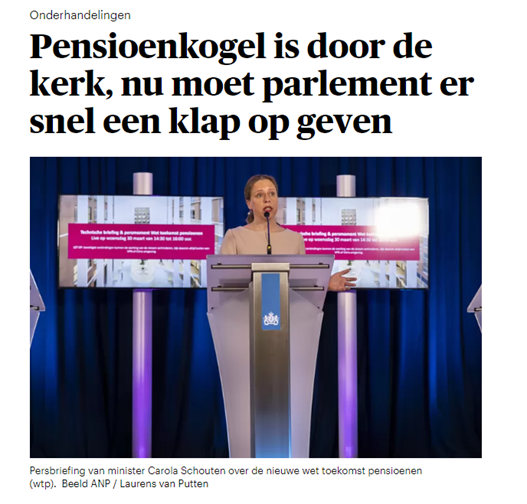 Onderhandelingen
Pensioenkogel is door de
kerk, nu moet parlement er
snel een klap op geven
Technische briefing & persmoment Wet toekomst pensioenen
Live op woensdag 30 maart van 14:30 tot 16:00 uur.
Technische briefing & persmoment Wet toekomst pensioenen
Live op woensdag 30 maart van 14:30 tot 16:00 uur.
Persbriefing van minister Carola Schouten over de nieuwe wet toekomst pensioenen
(wtp). Beeld ANP / Laurens van Putten